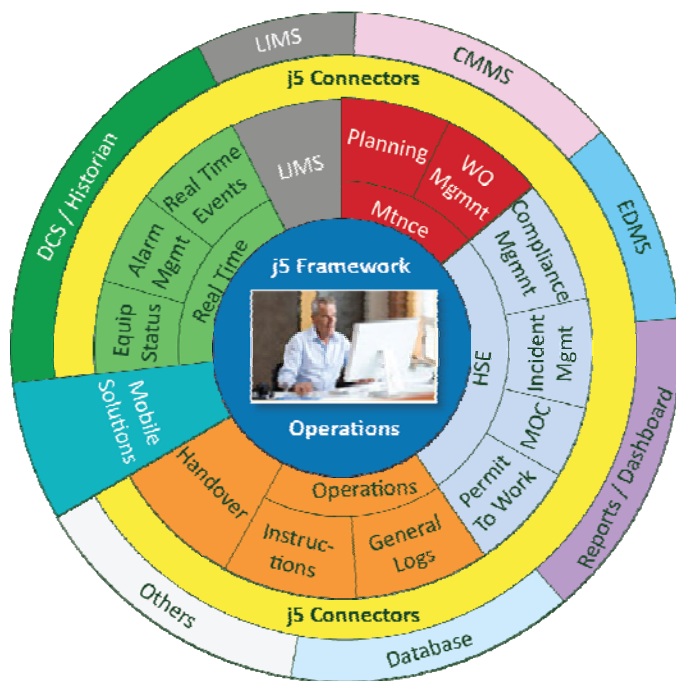 LIMS
CMMS
EDMS
Reports / Dashboard
Database
Others
Mobile
Solutions
DCS / Historian
j5 Connectors
LIMS
Planning
WO
Mgmnt
Mtnce
Compliance
Mgmnt
Incident
Mgmt
MOC
Permit
To Work
HSE
Operations
General
Logs
Instruc-
tions
Handover
Equip
Status
Alarm
Mgmt
Real Time
Events
Real Time
j5 Framework
Operations
j5 Connectors